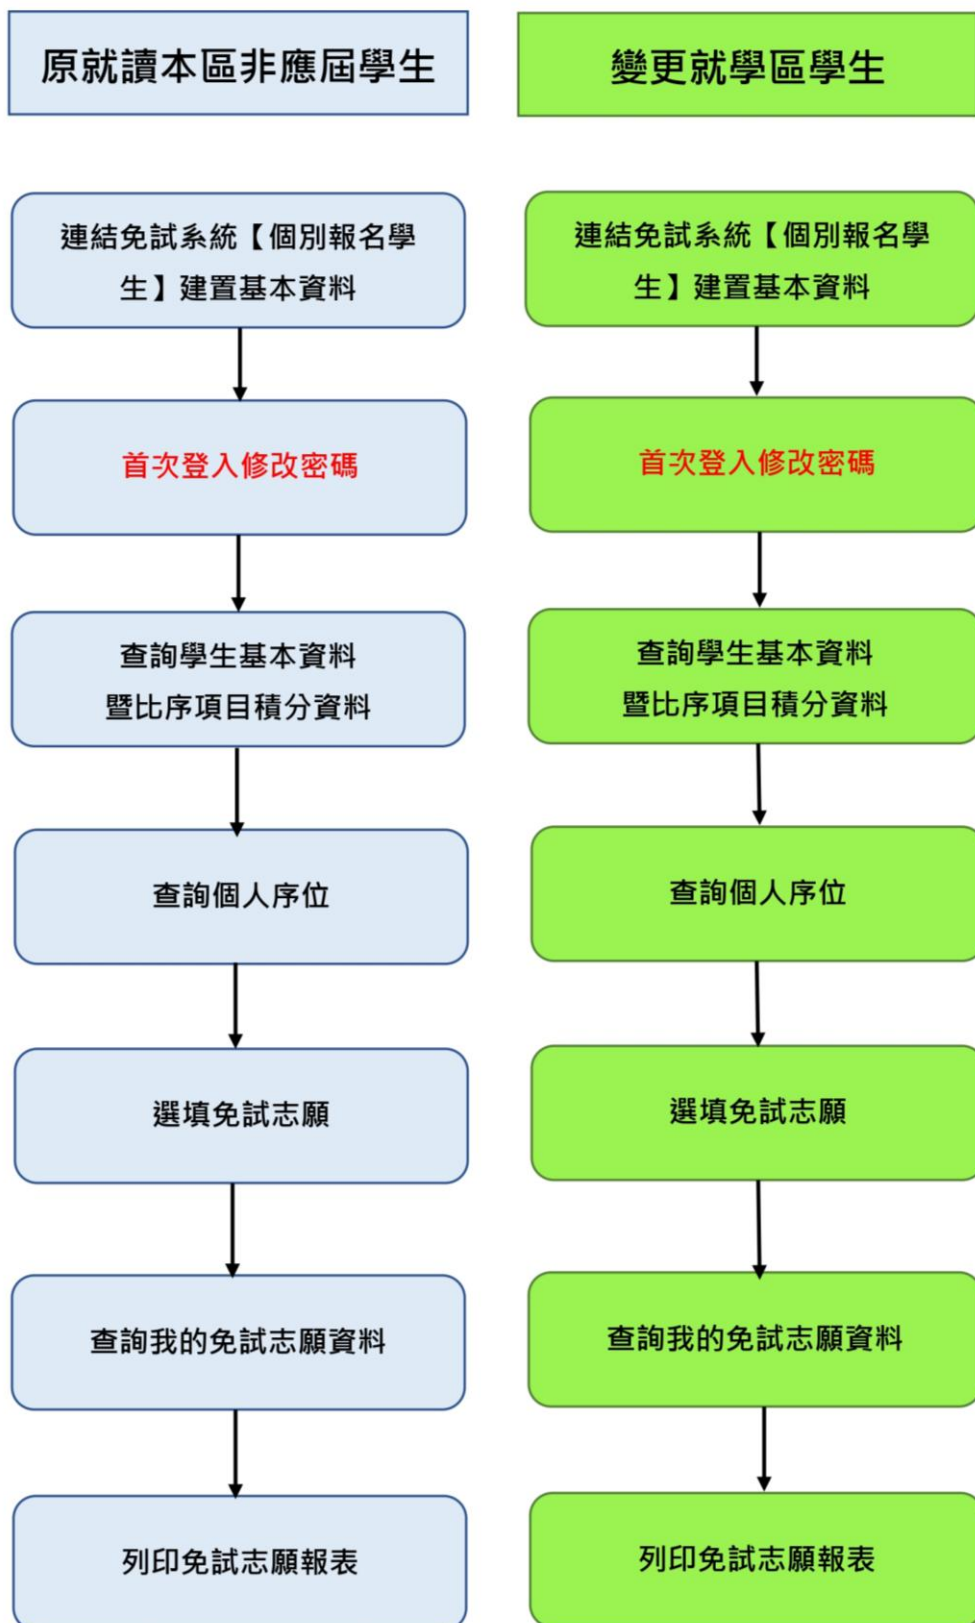 原就讀本區非應屆學生
連結免試系統【個別報名學
生】建置基本資料
首次登入修改密碼
查詢學生基本資料
暨比序項目積分資料
查詢個人序位
選填免試志願
查詢我的免試志願資料
列印免試志願報表
變更就學區學生
連結免試系統【個別報名學
生】建置基本資料
首次登入修改密碼
查詢學生基本資料
暨比序項目積分資料
查詢個人序位
選填免試志願
查詢我的免試志願資料
列印免試志願報表